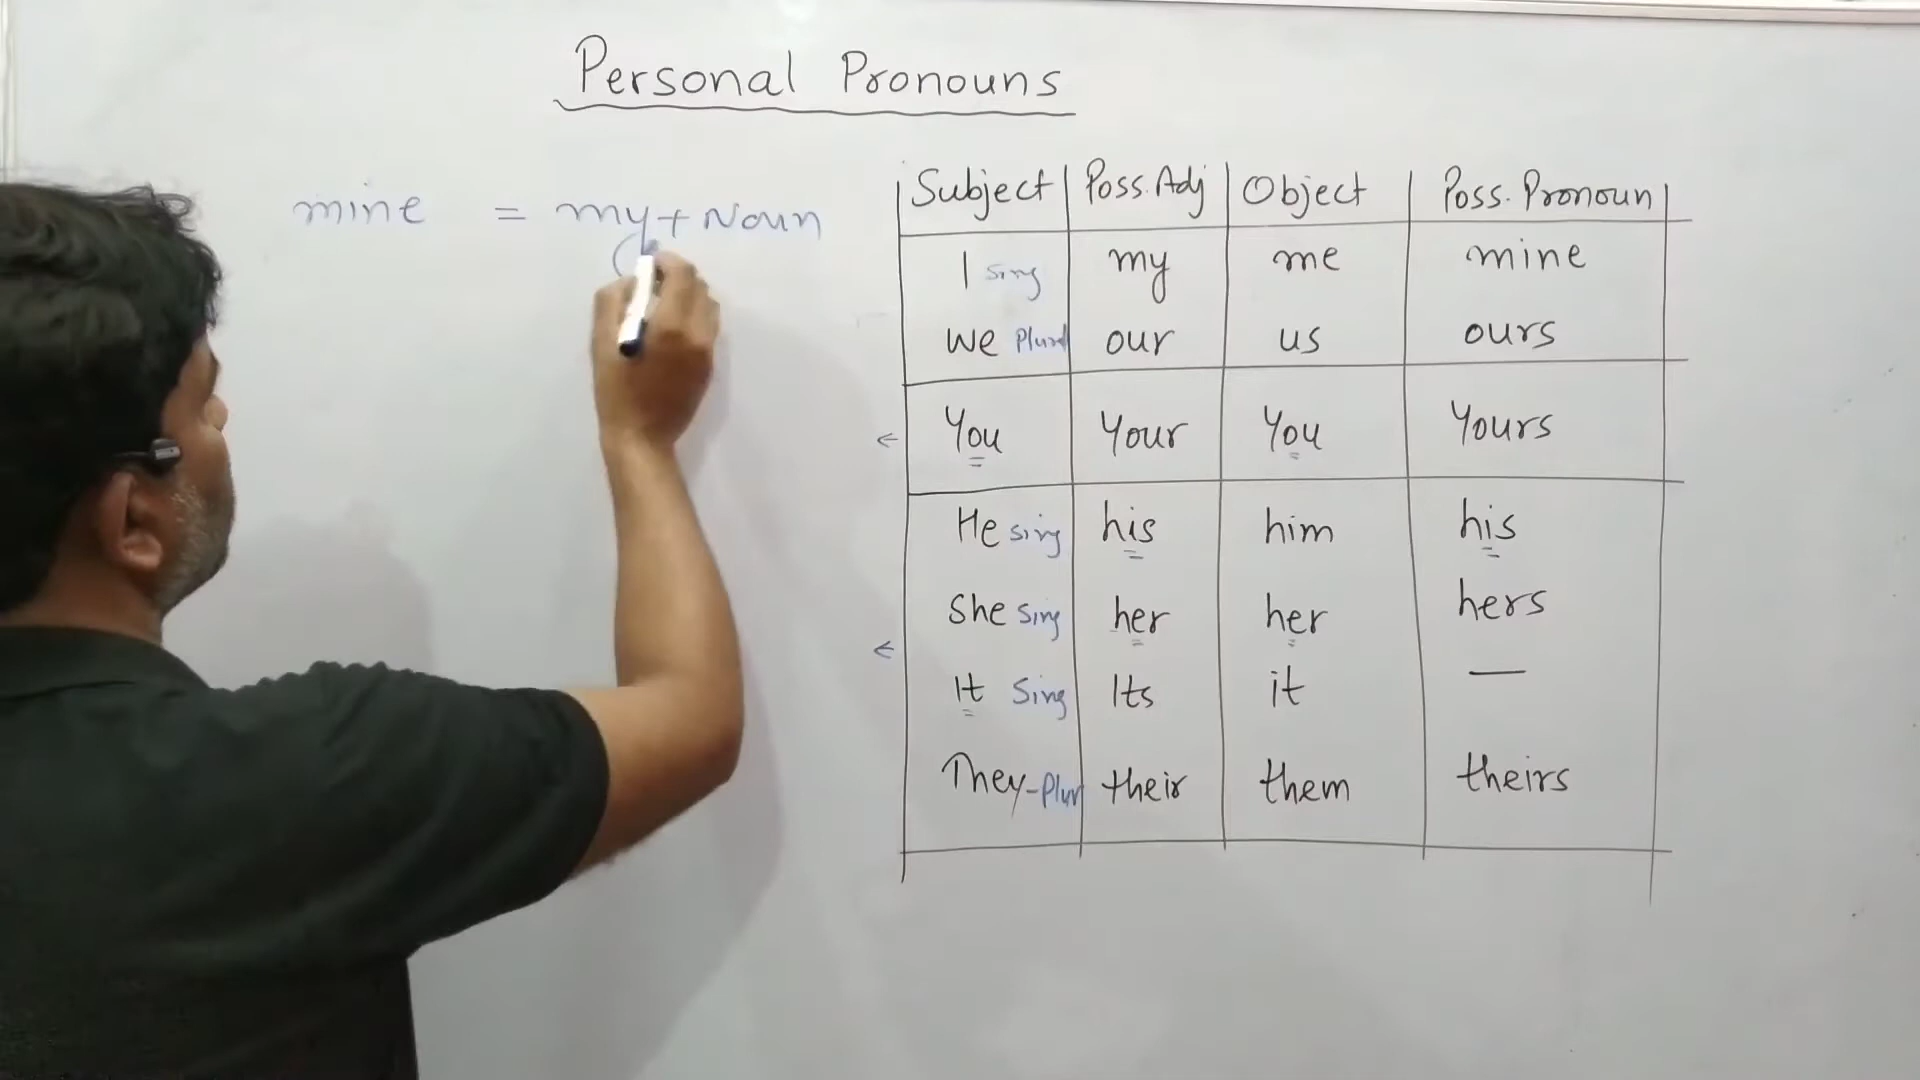 Personal Pronouns
mine = my + Noun
Subject Poss. Adj Object Poss. Pronoun
I sing my me mine
We Plural our us ours
← You Your You Yours
He sing his him his
She Sing her her hers
← It Sing Its it —
They - Plur their them theirs